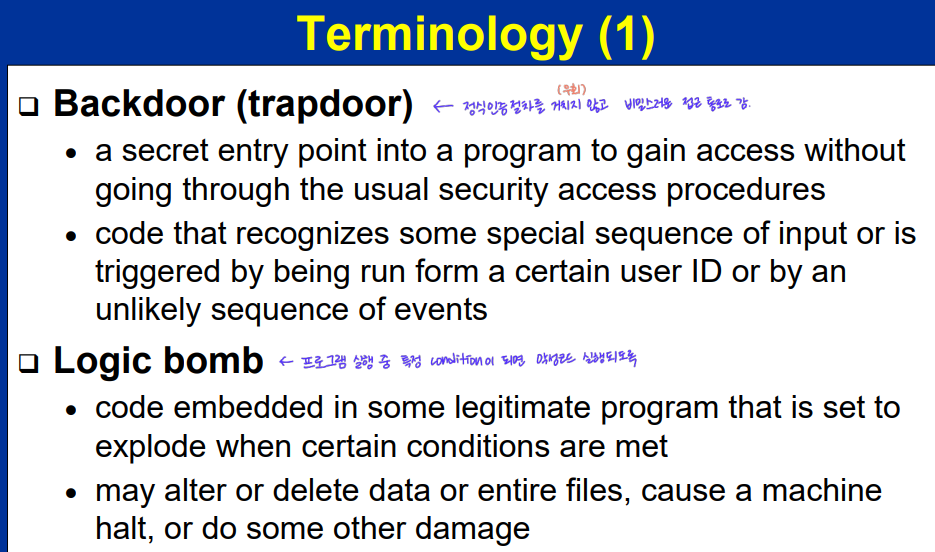 Terminology (1)
❑ Backdoor (trapdoor) ← 정식인증절차를 거치지 않고 비밀스러운 접근 통로로 감.
(우회)
• a secret entry point into a program to gain access without
going through the usual security access procedures
• code that recognizes some special sequence of input or is
triggered by being run form a certain user ID or by an
unlikely sequence of events
❑ Logic bomb ← 프로그램 실행 중 특정 condition이 되면 악성코드 실행되도록
• code embedded in some legitimate program that is set to
explode when certain conditions are met
• may alter or delete data or entire files, cause a machine
halt, or do some other damage